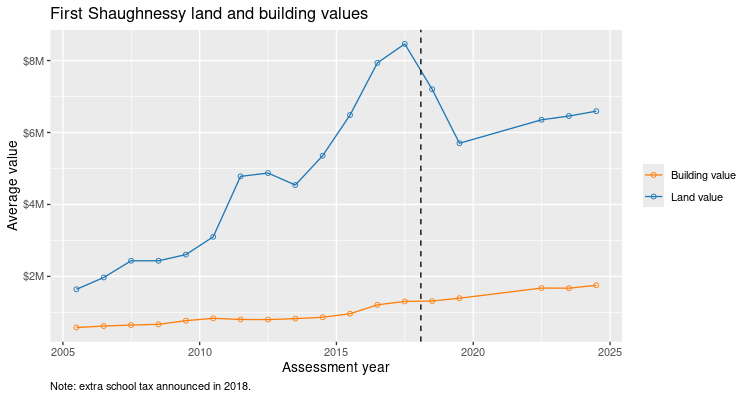 First Shaughnessy land and building values
$8M
$6M
$4M
$2M
Average value
2005
2010
2015
2020
2025
Assessment year
Building value
Land value
Note: extra school tax announced in 2018.